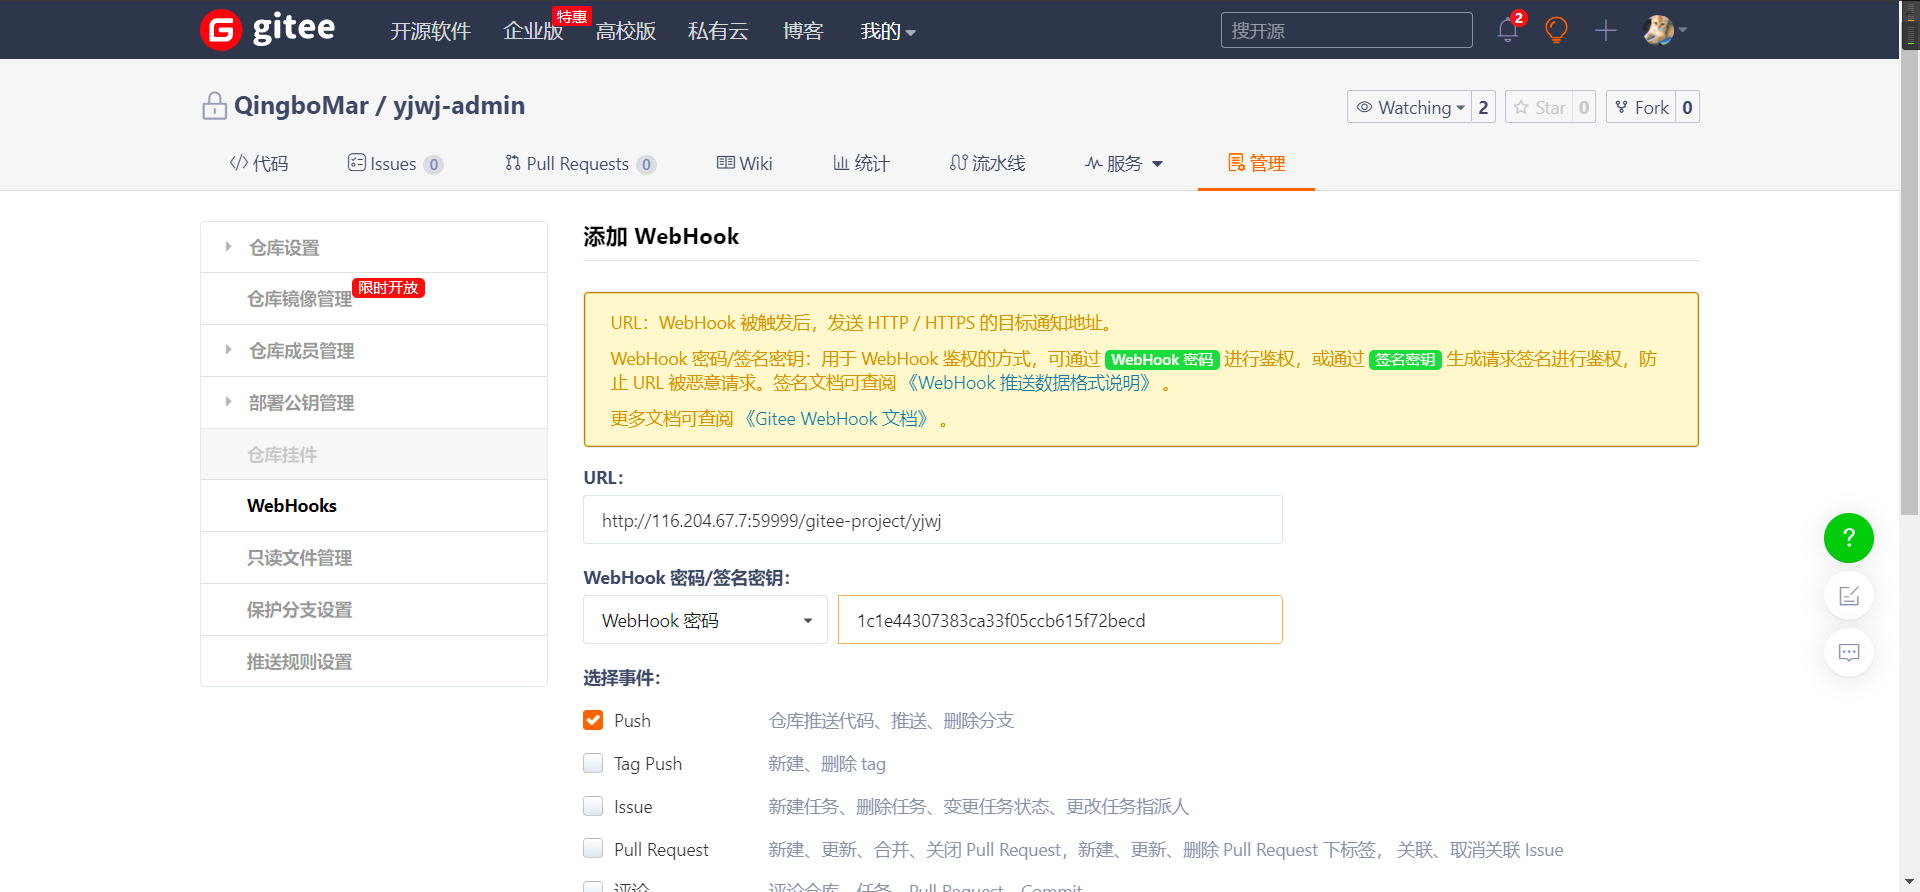 gitee
开源软件 企业版 特惠 高校版 私有云 博客 我的 搜开源 2
QingboMar / yjwj-admin
Watching 2 Star 0 Fork 0
代码 Issues 0 Pull Requests 0 Wiki 统计 流水线 服务 管理
仓库设置
仓库镜像管理 限时开放
仓库成员管理
部署公钥管理
仓库挂件
WebHooks
只读文件管理
保护分支设置
推送规则设置
添加 WebHook
URL：WebHook 被触发后，发送 HTTP / HTTPS 的目标通知地址。
WebHook 密码/签名密钥：用于 WebHook 鉴权的方式，可通过 WebHook 密码 进行鉴权，或通过 签名密钥 生成请求签名进行鉴权，防
止 URL 被恶意请求。签名文档可查阅 《WebHook 推送数据格式说明》 。
更多文档可查阅 《Gitee WebHook 文档》 。
URL：
http://116.204.67.7:59999/gitee-project/yjwj
WebHook 密码/签名密钥：
WebHook 密码 1c1e44307383ca33f05ccb615f72becd
选择事件：
Push 仓库推送代码、推送、删除分支
Tag Push 新建、删除 tag
Issue 新建任务、删除任务、变更任务状态、更改任务指派人
Pull Request 新建、更新、合并、关闭 Pull Request，新建、更新、删除 Pull Request 下标签， 关联、取消关联 Issue
评论 评论仓库、任务、Pull Request、Commit
?